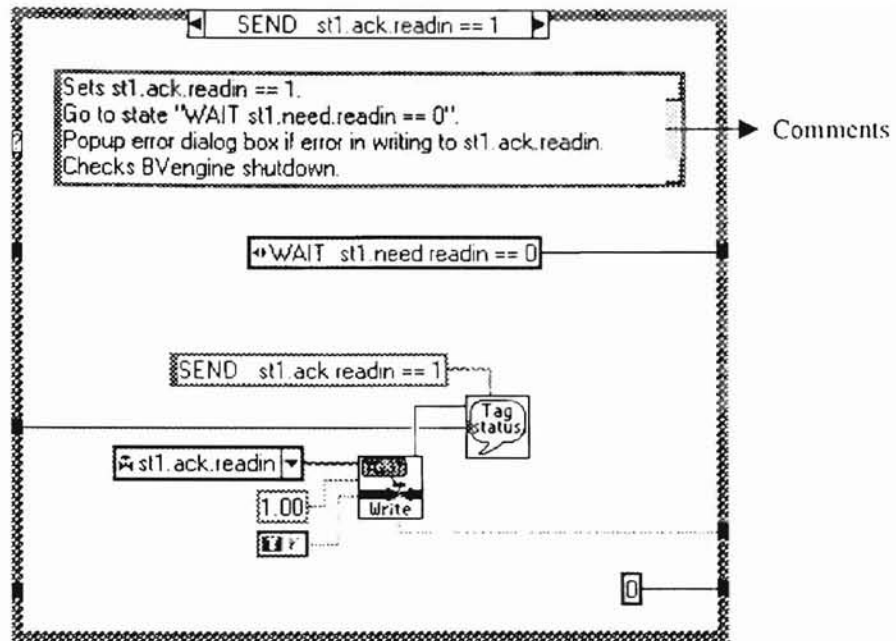 SEND st1.ack.readin == 1
Sets st1.ack.readin == 1.
Go to state "WAIT st1.need.readin == 0".
Popup error dialog box if error in writing to st1.ack.readin.
Checks BVengine shutdown.
Comments
WAIT st1.need readin == 0
SEND st1.ack readin == 1
Tag
status
st1.ack.readin
1.00
Write
T F
0